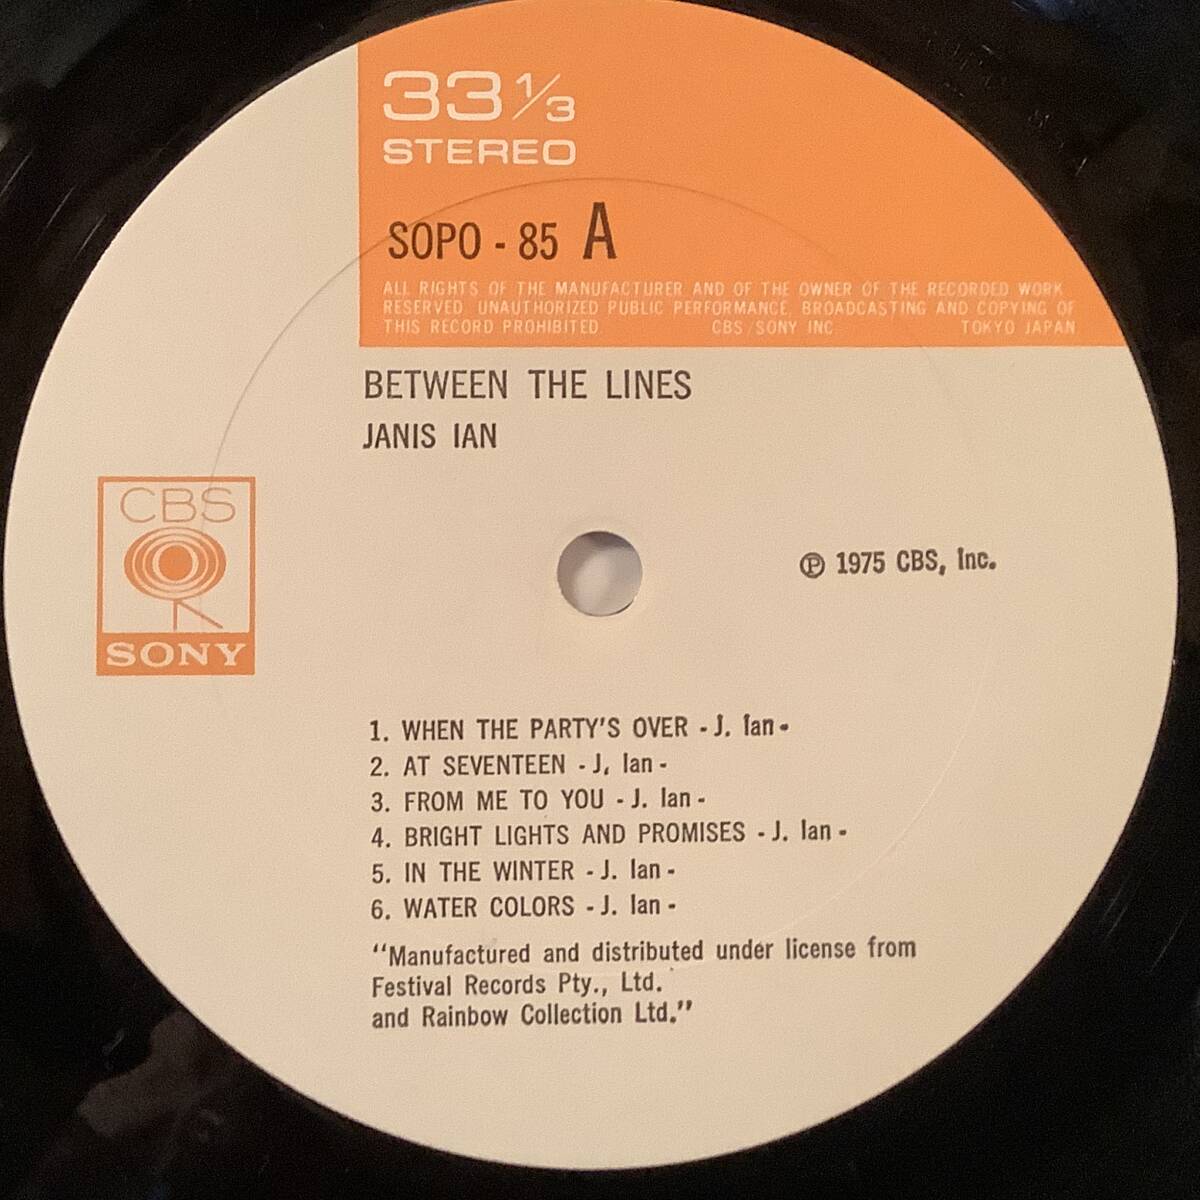 33 1/3
STEREO
SOPO - 85 A
ALL RIGHTS OF THE MANUFACTURER AND OF THE OWNER OF THE RECORDED WORK
RESERVED. UNAUTHORIZED PUBLIC PERFORMANCE, BROADCASTING AND COPYING OF
THIS RECORD PROHIBITED. CBS/SONY INC TOKYO JAPAN
BETWEEN THE LINES
JANIS IAN
CBS
SONY
℗ 1975 CBS, Inc.
1. WHEN THE PARTY'S OVER - J. Ian -
2. AT SEVENTEEN - J. Ian -
3. FROM ME TO YOU - J. Ian -
4. BRIGHT LIGHTS AND PROMISES - J. Ian -
5. IN THE WINTER - J. Ian -
6. WATER COLORS - J. Ian -
"Manufactured and distributed under license from
Festival Records Pty., Ltd.
and Rainbow Collection Ltd."